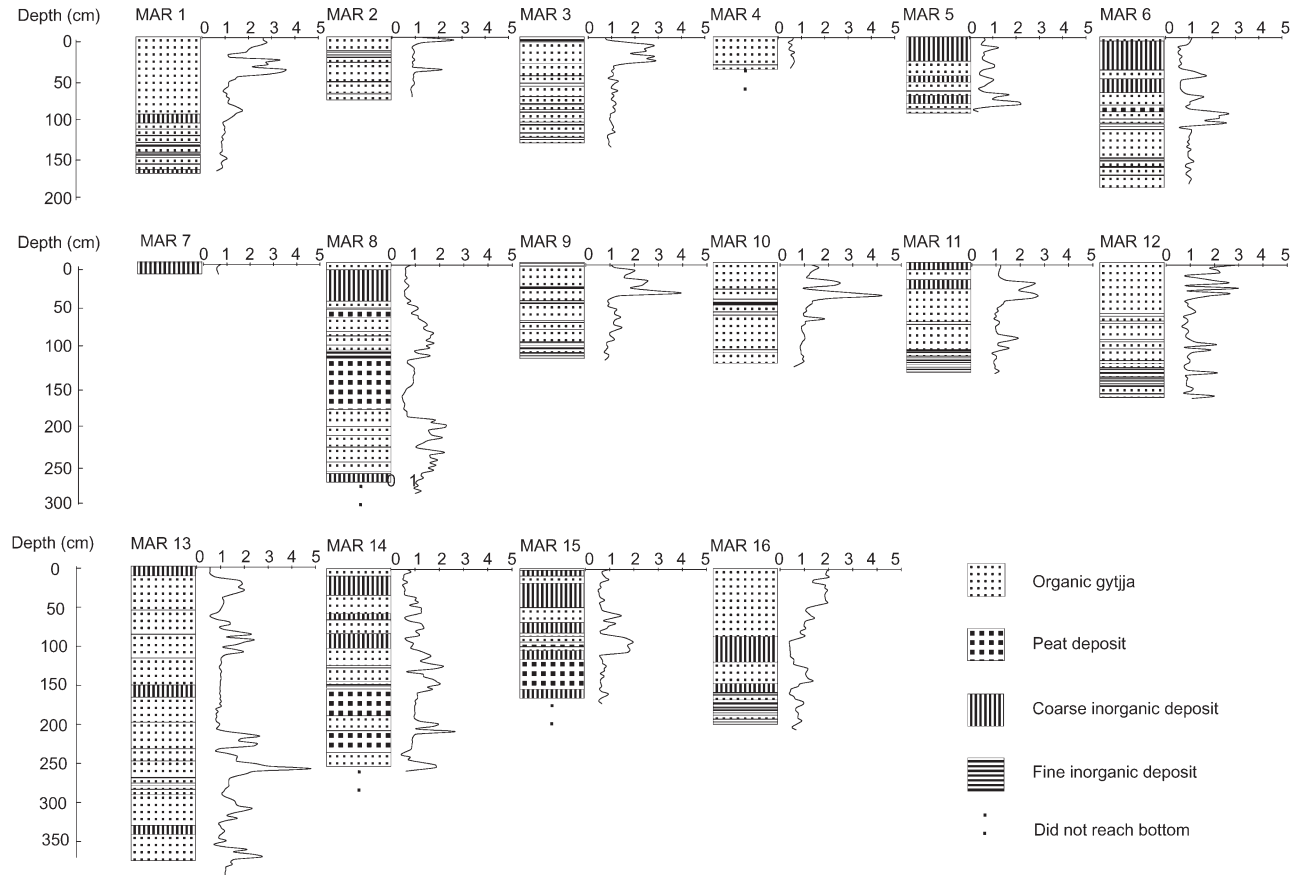 Depth (cm) MAR 1 0 1 2 3 4 5 MAR 2 0 1 2 3 4 5 MAR 3 0 1 2 3 4 5 MAR 4 0 1 2 3 4 5 MAR 5 0 1 2 3 4 5 MAR 6 0 1 2 3 4 5
0
50
100
150
200
Depth (cm) MAR 7 0 1 2 3 4 5 MAR 8 0 1 2 3 4 5 MAR 9 0 1 2 3 4 5 MAR 10 0 1 2 3 4 5 MAR 11 0 1 2 3 4 5 MAR 12 0 1 2 3 4 5
0
50
100
150
200
250
0 1
300
Depth (cm) MAR 13 0 1 2 3 4 5 MAR 14 0 1 2 3 4 5 MAR 15 0 1 2 3 4 5 MAR 16 0 1 2 3 4 5
0
50
100
150
200
250
300
350
Organic gytjja
Peat deposit
Coarse inorganic deposit
Fine inorganic deposit
Did not reach bottom